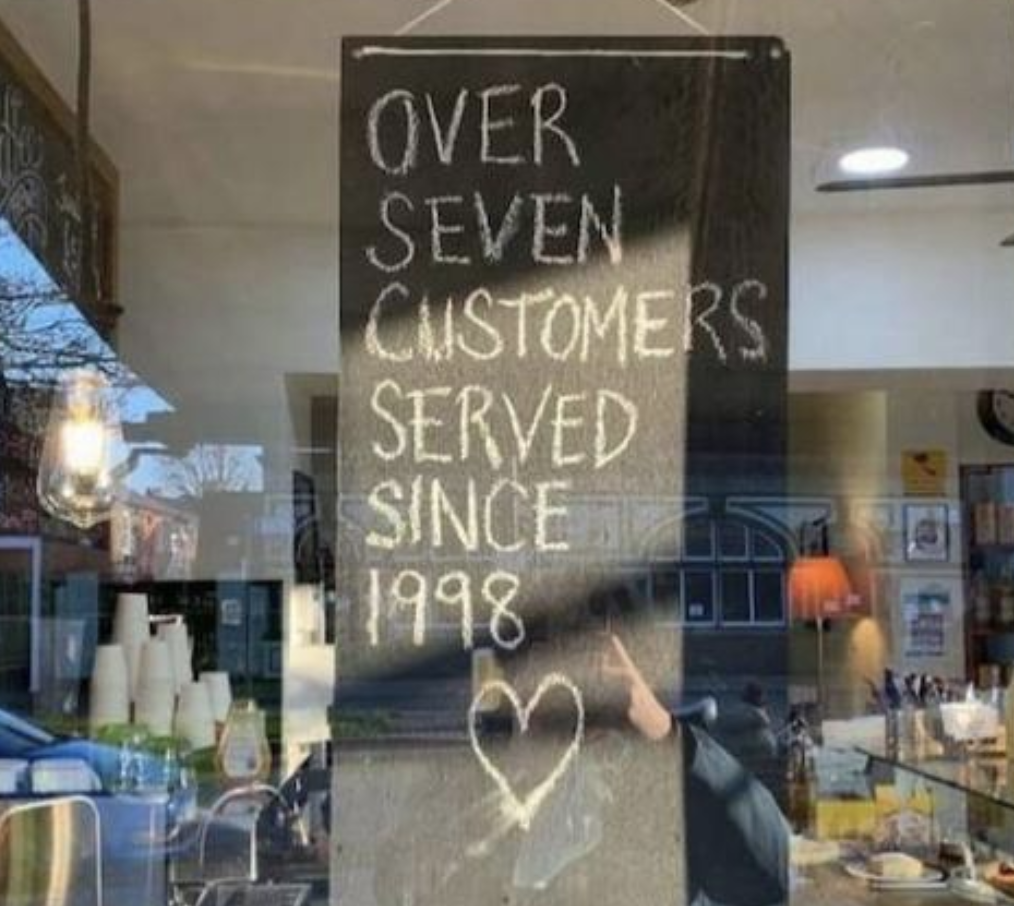 OVER
SEVEN
CUSTOMERS
SERVED
SINCE
1998